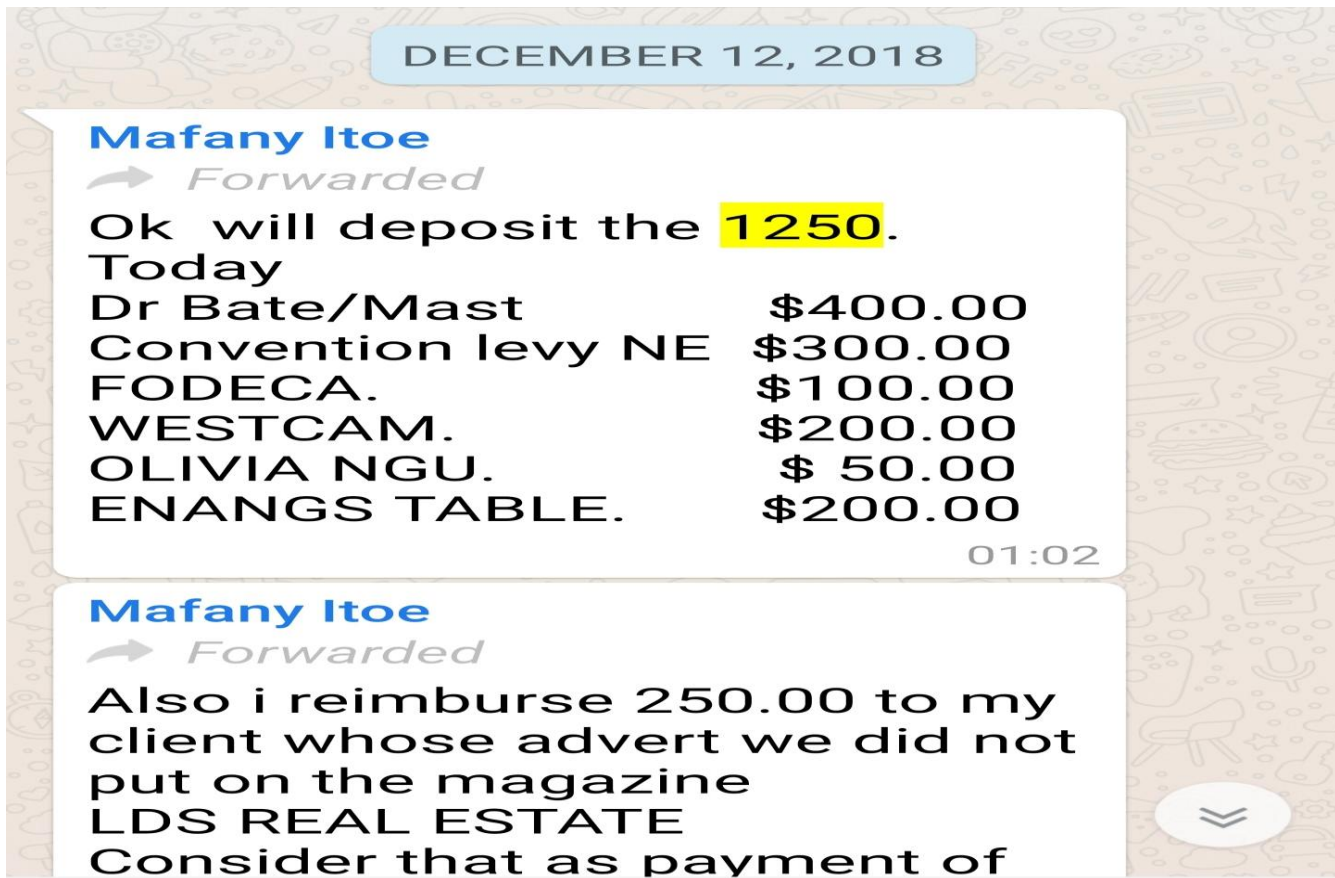 DECEMBER 12, 2018
Mafany Itoe
Forwarded
Ok  will deposit the 1250.
Today
Dr Bate/Mast $400.00
Convention levy NE $300.00
FODECA. $100.00
WESTCAM. $200.00
OLIVIA NGU. $ 50.00
ENANGS TABLE. $200.00
01:02
Mafany Itoe
Forwarded
Also i reimburse 250.00 to my
client whose advert we did not
put on the magazine
LDS REAL ESTATE
Consider that as payment of